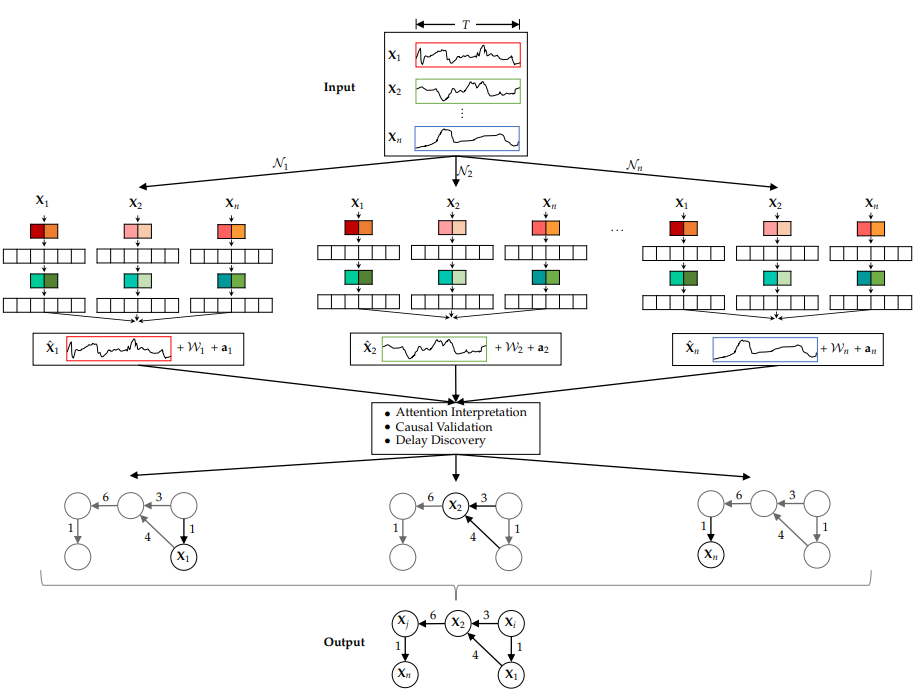 T
X₁
Input
X₂
⋮
Xₙ
𝒩₁ 𝒩₂ 𝒩ₙ
X₁ X₂ Xₙ X₁ X₂ Xₙ ... X₁ X₂ Xₙ
X̂₁ + 𝒲₁ + a₁
X̂₂ + 𝒲₂ + a₂
X̂ₙ + 𝒲ₙ + aₙ
• Attention Interpretation
• Causal Validation
• Delay Discovery
6 3
1 4 1
X₁
6 X₂ 3
1 4 1
6 3
1 4 1
Xₙ
Xⱼ 6 X₂ 3 Xᵢ
Output
1 4 1
Xₙ X₁